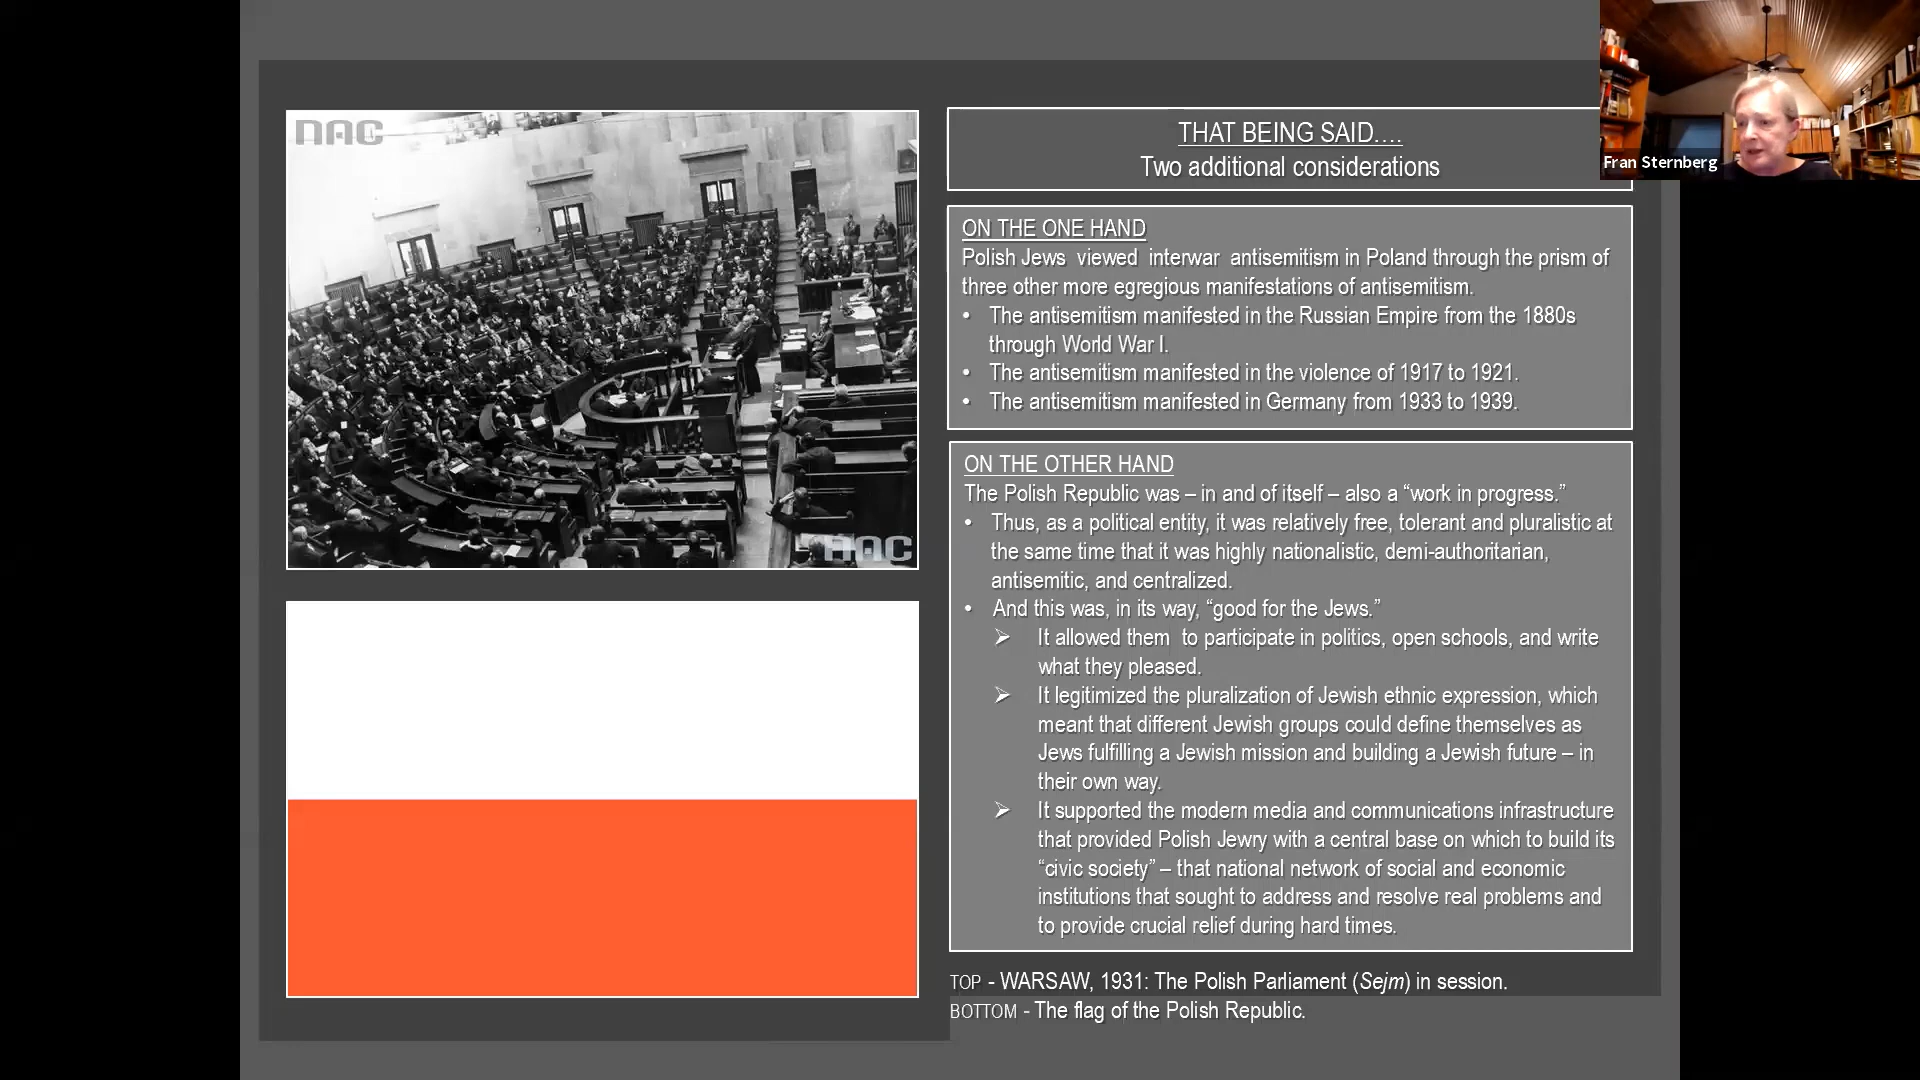 NAC
NAC
THAT BEING SAID....
Two additional considerations
Fran Sternberg
ON THE ONE HAND
Polish Jews viewed interwar antisemitism in Poland through the prism of
three other more egregious manifestations of antisemitism.
• The antisemitism manifested in the Russian Empire from the 1880s
through World War I.
• The antisemitism manifested in the violence of 1917 to 1921.
• The antisemitism manifested in Germany from 1933 to 1939.
ON THE OTHER HAND
The Polish Republic was – in and of itself – also a “work in progress.”
• Thus, as a political entity, it was relatively free, tolerant and pluralistic at
the same time that it was highly nationalistic, demi-authoritarian,
antisemitic, and centralized.
• And this was, in its way, “good for the Jews.”
➢ It allowed them to participate in politics, open schools, and write
what they pleased.
➢ It legitimized the pluralization of Jewish ethnic expression, which
meant that different Jewish groups could define themselves as
Jews fulfilling a Jewish mission and building a Jewish future – in
their own way.
➢ It supported the modern media and communications infrastructure
that provided Polish Jewry with a central base on which to build its
“civic society” – that national network of social and economic
institutions that sought to address and resolve real problems and
to provide crucial relief during hard times.
TOP - WARSAW, 1931: The Polish Parliament (Sejm) in session.
BOTTOM - The flag of the Polish Republic.